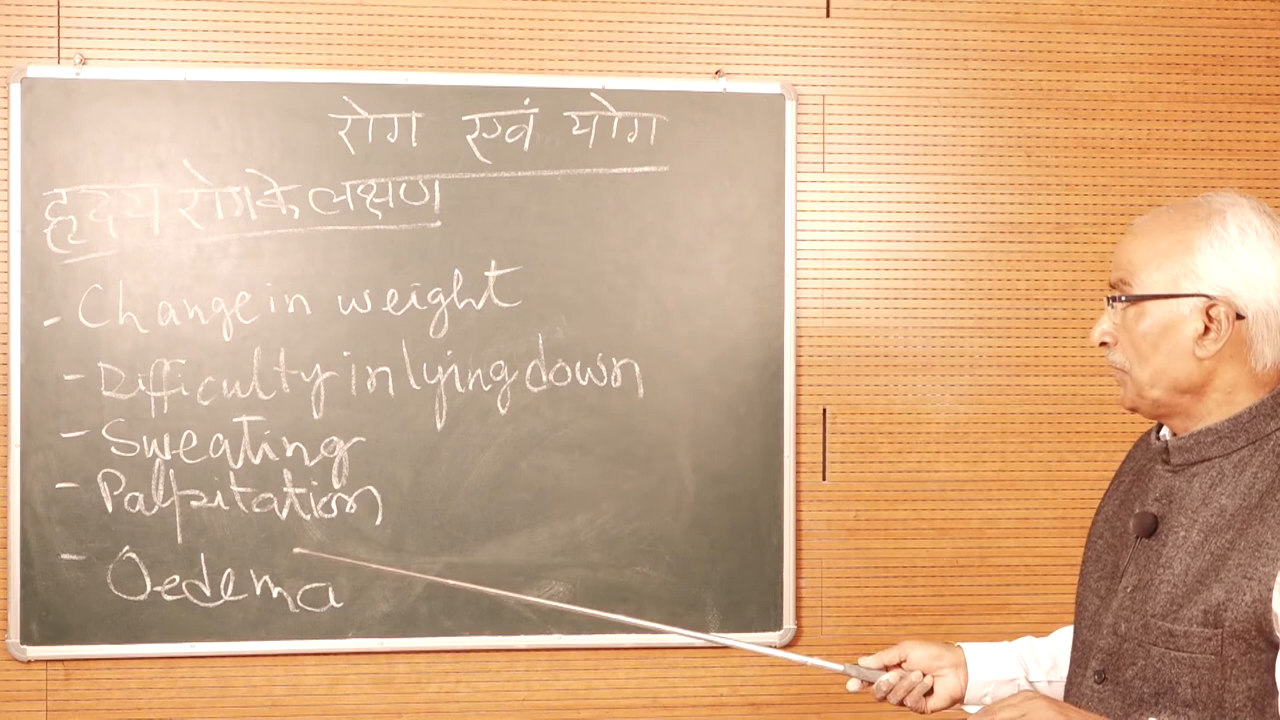 रोग एवं योग
हृदय रोग के लक्षण
- Change in weight
- Difficulty in lying down
- Sweating
- Palpitation
- Oedema